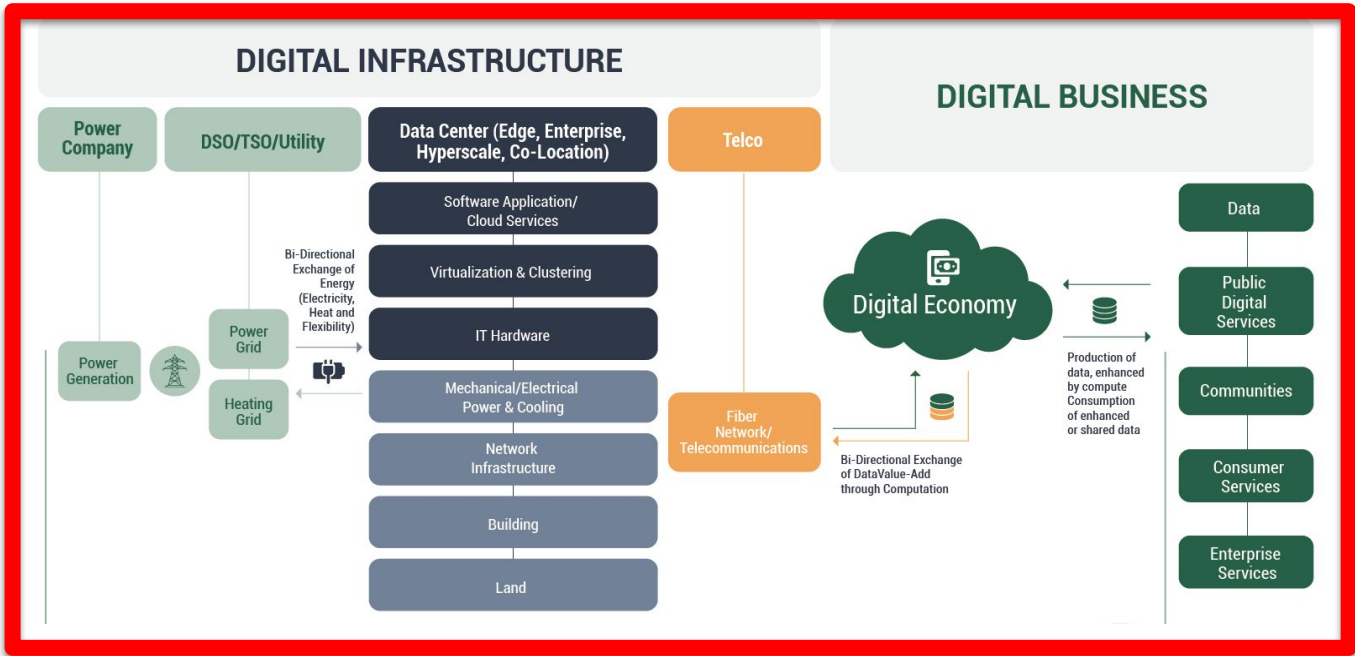 DIGITAL INFRASTRUCTURE
DIGITAL BUSINESS
Power
Company
DSO/TSO/Utility
Data Center (Edge, Enterprise,
Hyperscale, Co-Location)
Telco
Software Application/
Cloud Services
Virtualization & Clustering
IT Hardware
Mechanical/Electrical
Power & Cooling
Network
Infrastructure
Building
Land
Bi-Directional
Exchange of
Energy
(Electricity,
Heat and
Flexibility)
Power
Grid
Heating
Grid
Power
Generation
Fiber
Network/
Telecommunications
Digital Economy
Bi-Directional Exchange
of DataValue-Add
through Computation
Production of
data, enhanced
by compute
Consumption
of enhanced
or shared data
Data
Public
Digital
Services
Communities
Consumer
Services
Enterprise
Services